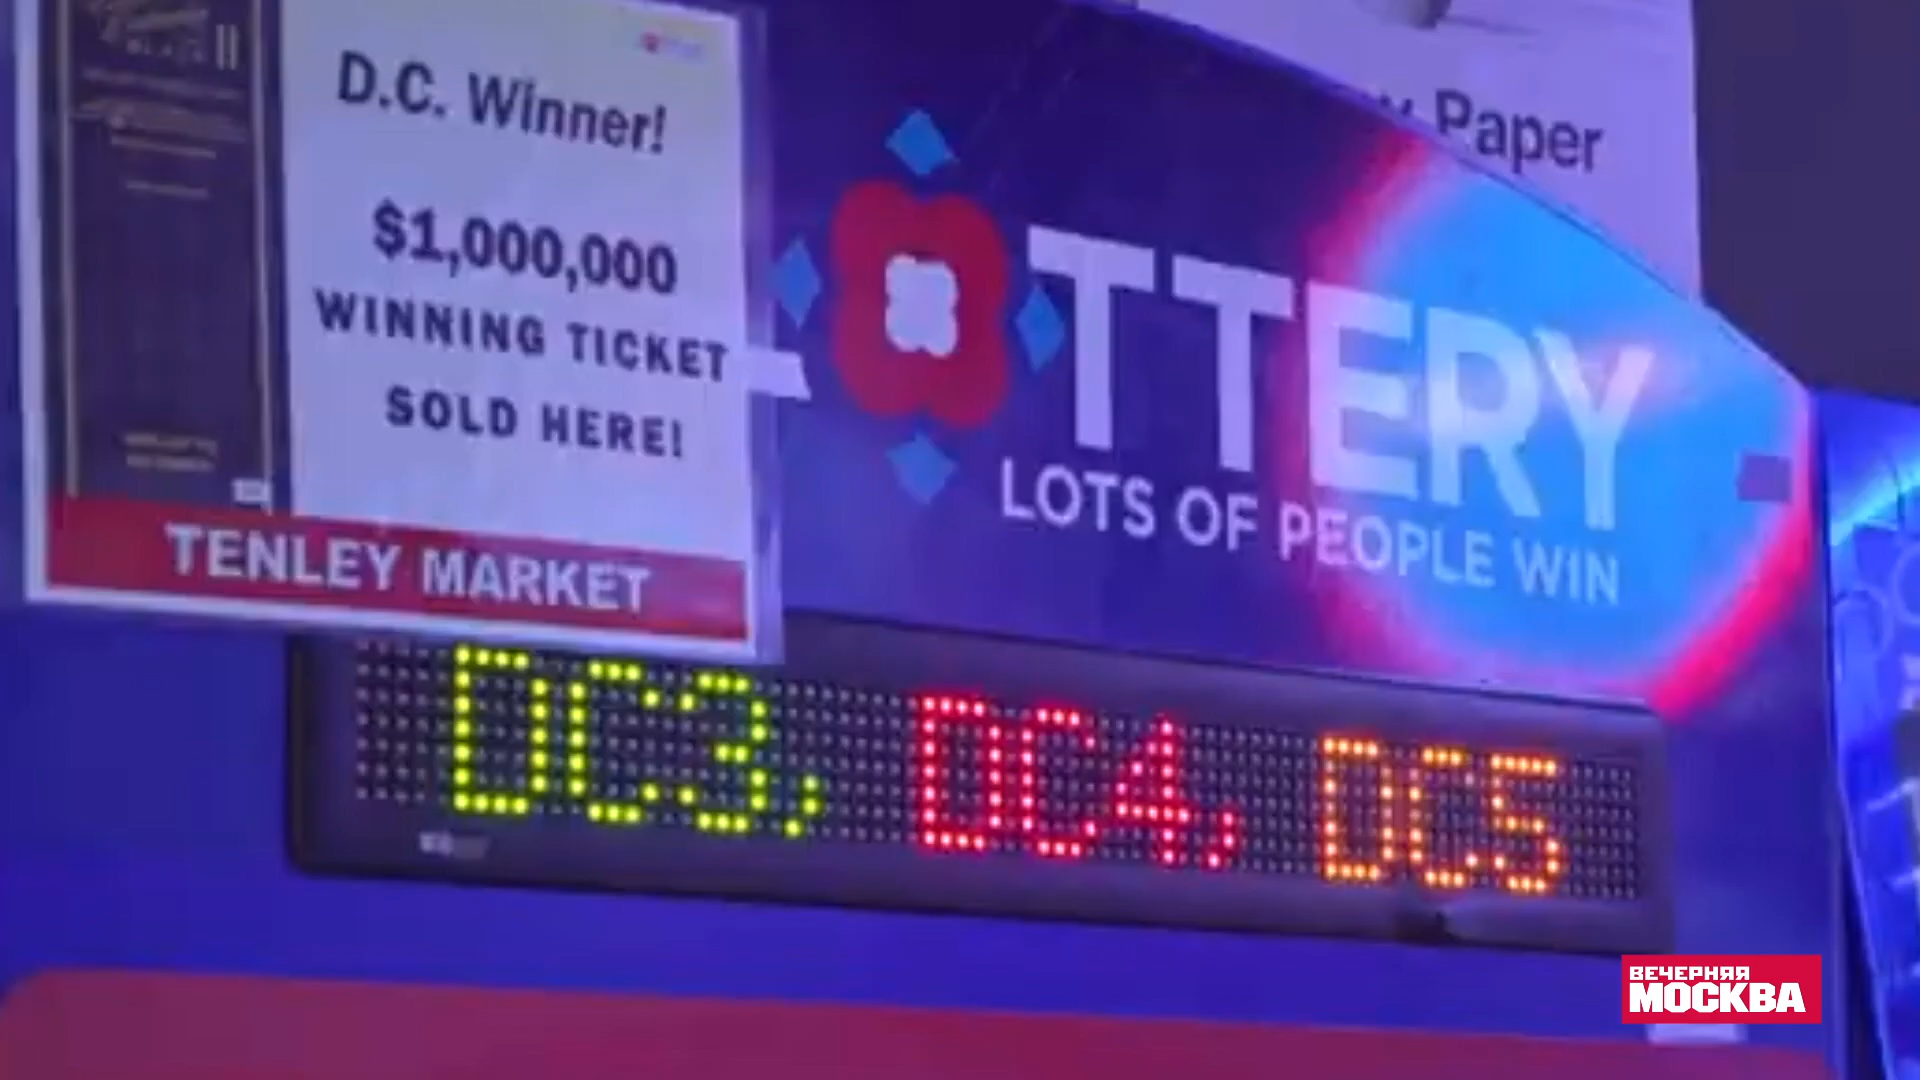 D.C. Winner!
$1,000,000
WINNING TICKET
SOLD HERE!
TENLEY MARKET
Paper
LOTTERY
LOTS OF PEOPLE WIN
DC3, DC4, DC5
ВЕЧЕРНЯЯ
МОСКВА